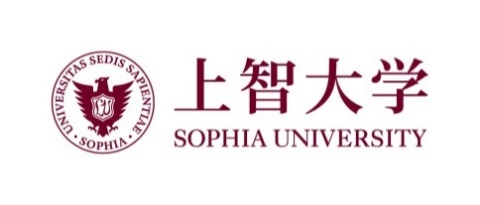 UNIVERSITAS SEDIS SAPIENTIAE
· SOPHIA ·
上智大学
SOPHIA UNIVERSITY